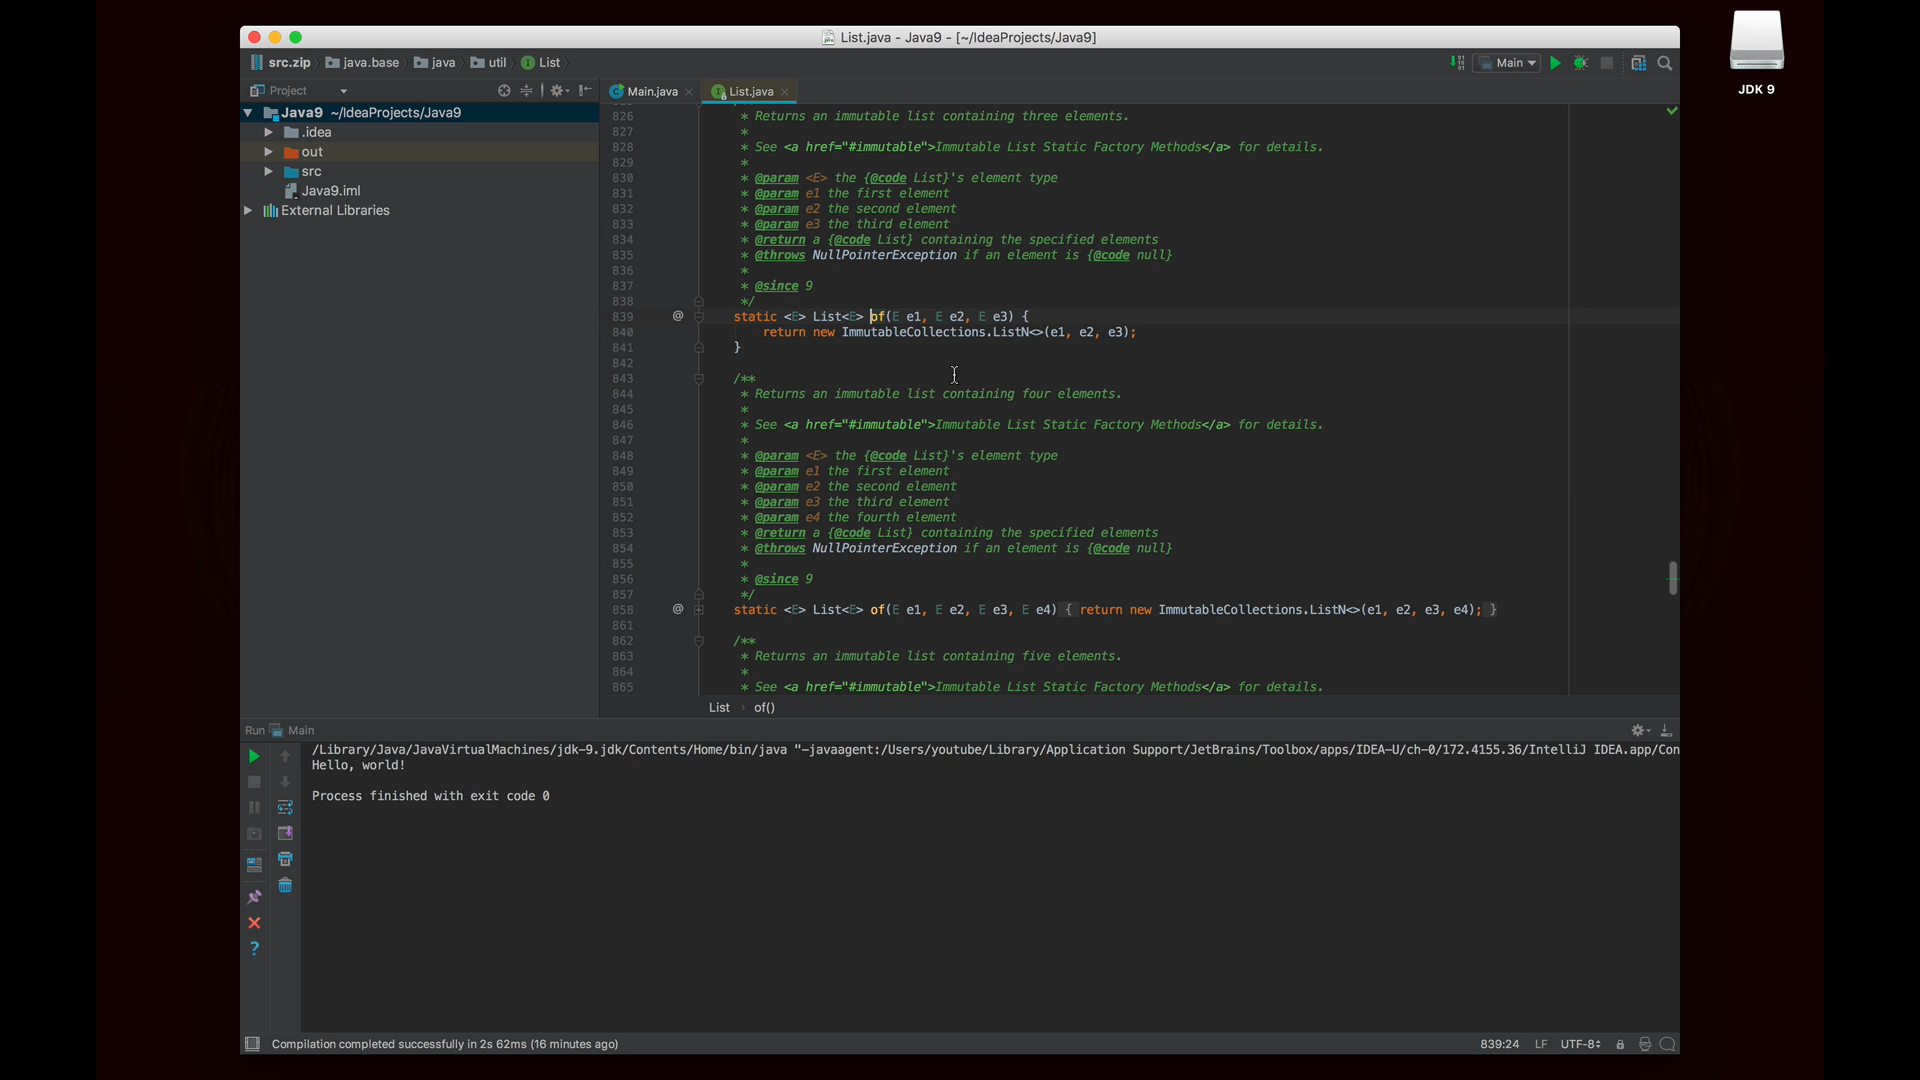 List.java - Java9 - [~/IdeaProjects/Java9]
src.zip java.base java util List
Main
JDK 9
Project
Main.java List.java
Java9 ~/IdeaProjects/Java9
.idea
out
src
Java9.iml
External Libraries
826 * Returns an immutable list containing three elements.
827 *
828 * See <a href="#immutable">Immutable List Static Factory Methods</a> for details.
829 *
830 * @param <E> the {@code List}'s element type
831 * @param e1 the first element
832 * @param e2 the second element
833 * @param e3 the third element
834 * @return a {@code List} containing the specified elements
835 * @throws NullPointerException if an element is {@code null}
836 *
837 * @since 9
838 */
839 @ static <E> List<E> of(E e1, E e2, E e3) {
840 return new ImmutableCollections.ListN<>(e1, e2, e3);
841 }
842
843 /**
844 * Returns an immutable list containing four elements.
845 *
846 * See <a href="#immutable">Immutable List Static Factory Methods</a> for details.
847 *
848 * @param <E> the {@code List}'s element type
849 * @param e1 the first element
850 * @param e2 the second element
851 * @param e3 the third element
852 * @param e4 the fourth element
853 * @return a {@code List} containing the specified elements
854 * @throws NullPointerException if an element is {@code null}
855 *
856 * @since 9
857 */
858 @ static <E> List<E> of(E e1, E e2, E e3, E e4) { return new ImmutableCollections.ListN<>(e1, e2, e3, e4); }
861
862 /**
863 * Returns an immutable list containing five elements.
864 *
865 * See <a href="#immutable">Immutable List Static Factory Methods</a> for details.
List of()
Run Main
/Library/Java/JavaVirtualMachines/jdk-9.jdk/Contents/Home/bin/java "-javaagent:/Users/youtube/Library/Application Support/JetBrains/Toolbox/apps/IDEA-U/ch-0/172.4155.36/IntelliJ IDEA.app/Con
Hello, world!
Process finished with exit code 0
Compilation completed successfully in 2s 62ms (16 minutes ago)
839:24 LF UTF-8